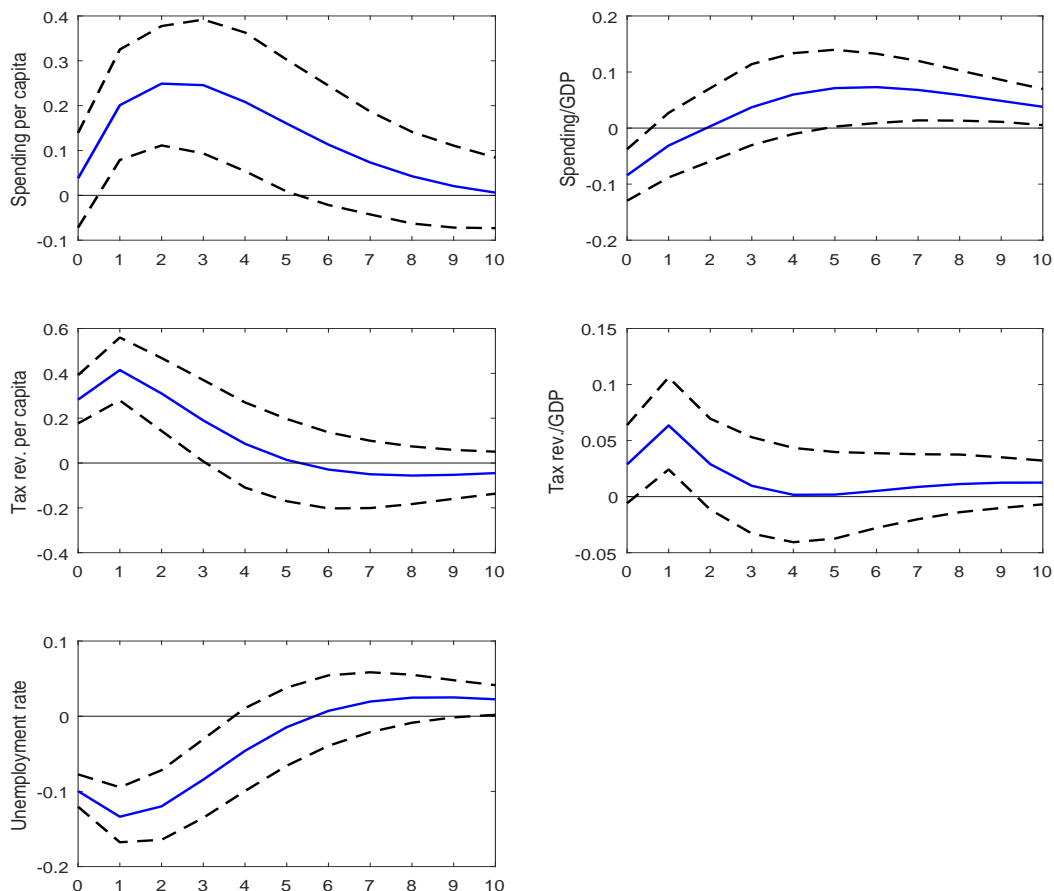 Spending per capita
0.4
0.3
0.2
0.1
0
-0.1
0 1 2 3 4 5 6 7 8 9 10
Spending/GDP
0.2
0.1
0
-0.1
-0.2
0 1 2 3 4 5 6 7 8 9 10
Tax rev. per capita
0.6
0.4
0.2
0
-0.2
-0.4
0 1 2 3 4 5 6 7 8 9 10
Tax rev./GDP
0.15
0.1
0.05
0
-0.05
0 1 2 3 4 5 6 7 8 9 10
Unemployment rate
0.1
0
-0.1
-0.2
0 1 2 3 4 5 6 7 8 9 10